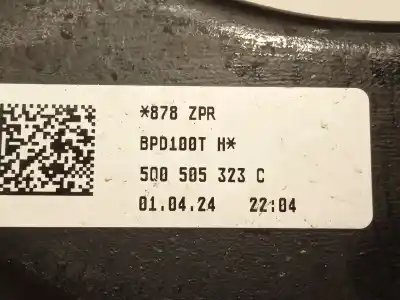 *878 ZPR
BPD100T H*
5Q0 505 323 C
01.04.24 22:04